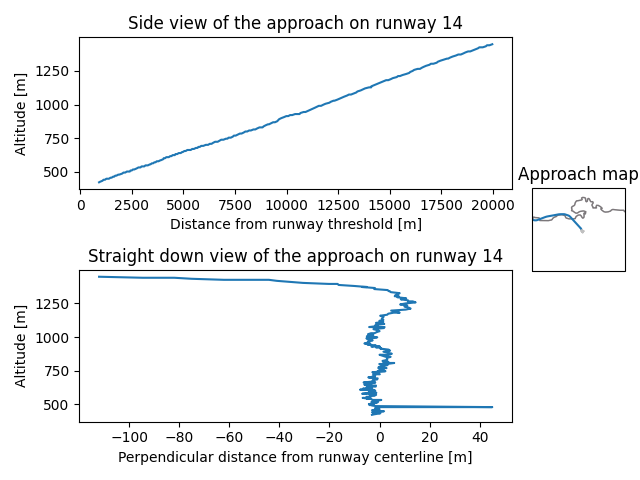 Side view of the approach on runway 14
Altitude [m]
1250
1000
750
500
0 2500 5000 7500 10000 12500 15000 17500 20000
Distance from runway threshold [m]
Approach map
Straight down view of the approach on runway 14
Altitude [m]
1250
1000
750
500
−100 −80 −60 −40 −20 0 20 40
Perpendicular distance from runway centerline [m]